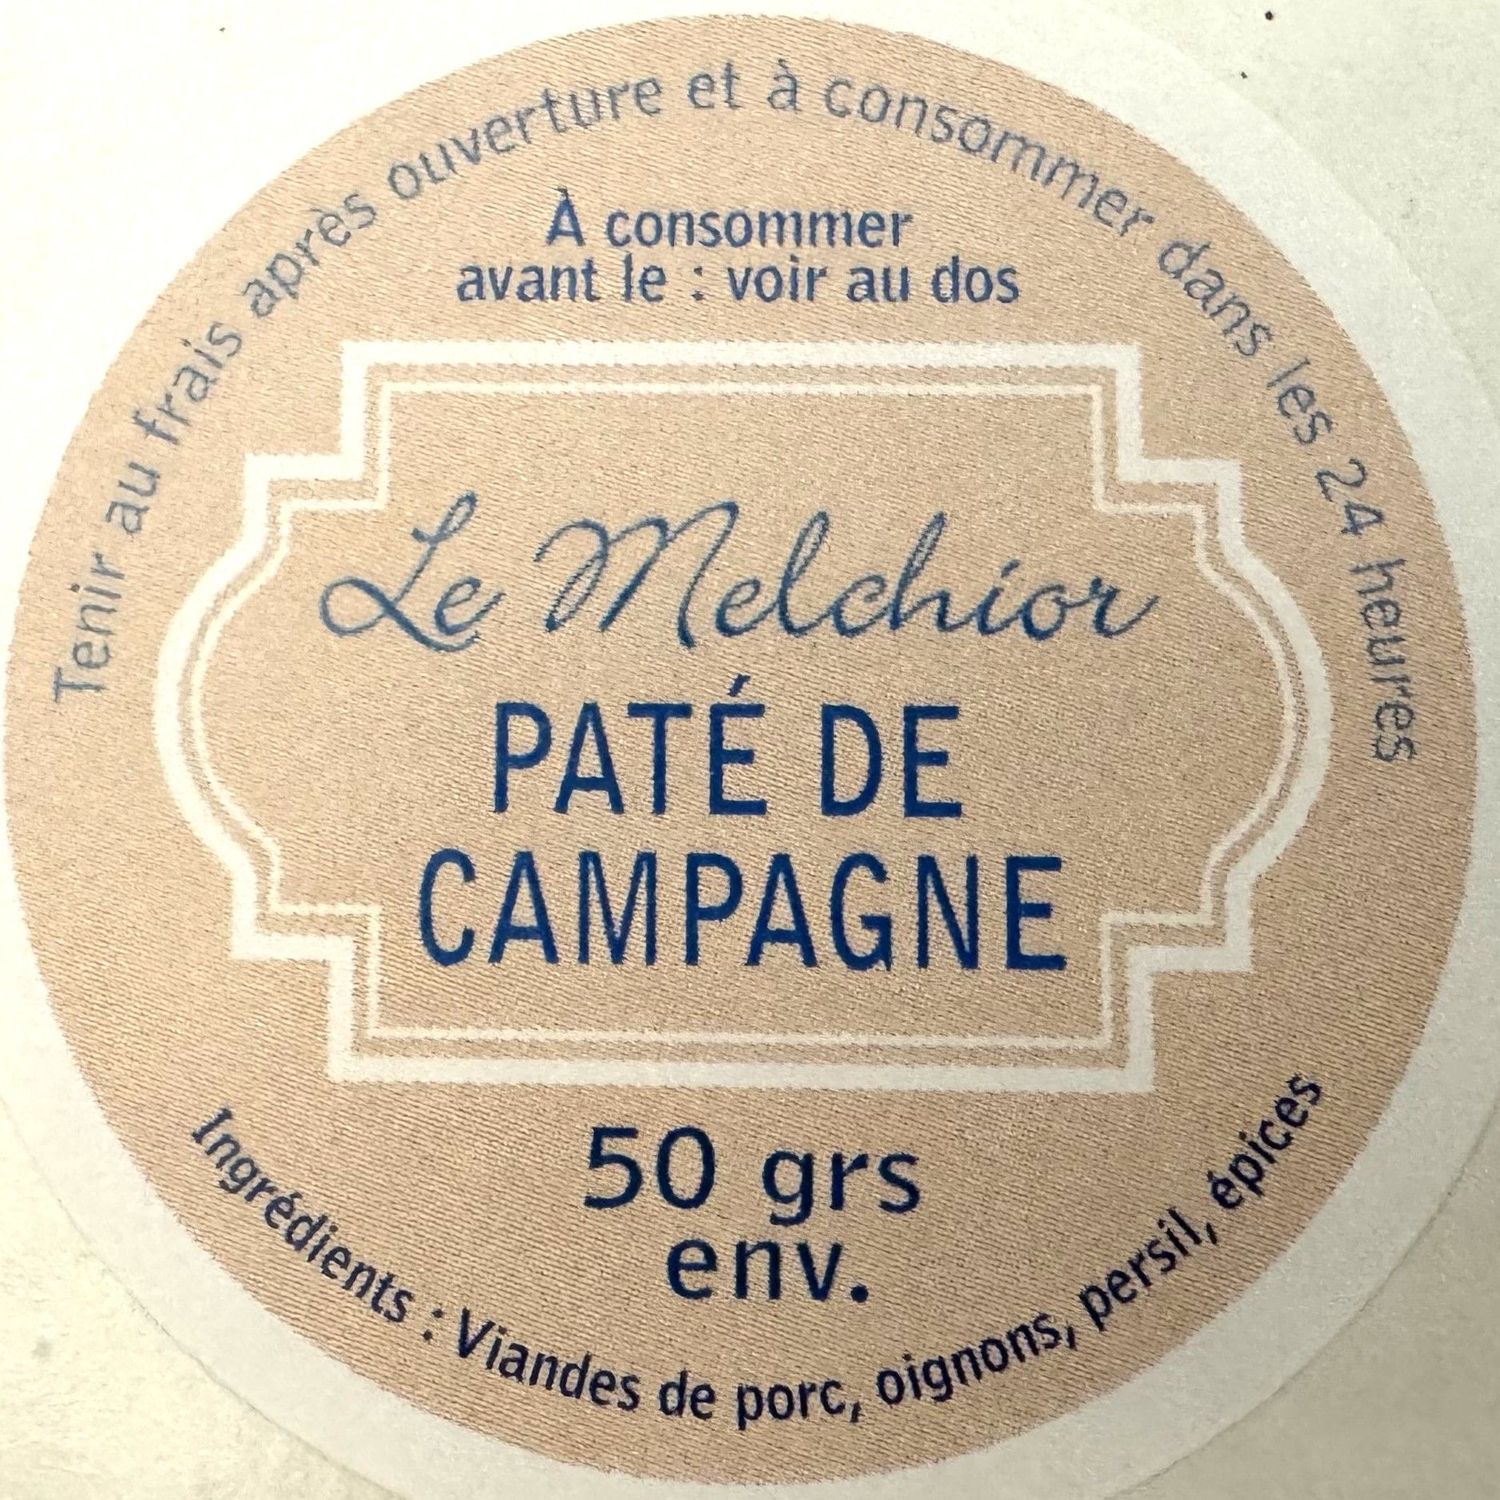 Tenir au frais après ouverture et à consommer dans les 24 heures
À consommer
avant le : voir au dos
Le Melchior
PATÉ DE
CAMPAGNE
50 grs
env.
Ingrédients : Viandes de porc, oignons, persil, épices